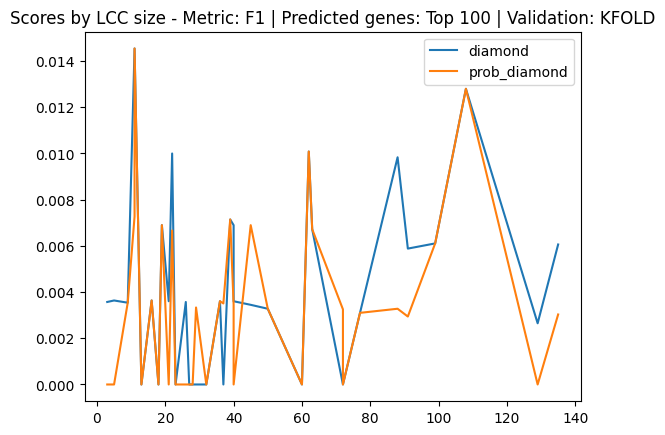 Scores by LCC size - Metric: F1 | Predicted genes: Top 100 | Validation: KFOLD
diamond
prob_diamond
0.014
0.012
0.010
0.008
0.006
0.004
0.002
0.000
0 20 40 60 80 100 120 140